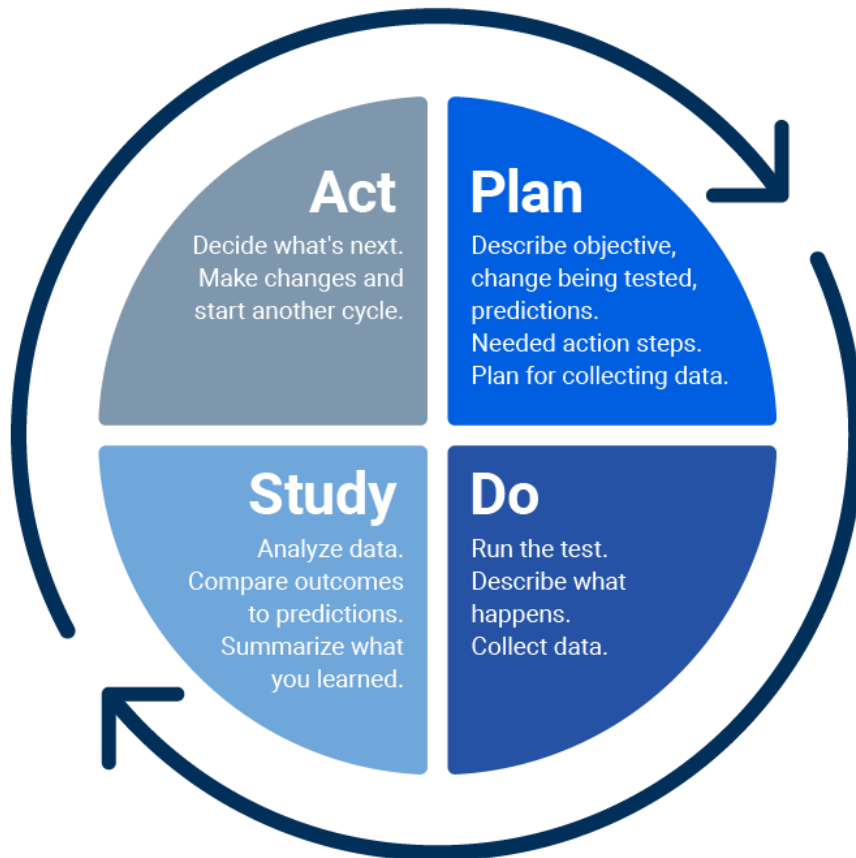 Act
Decide what's next.
Make changes and
start another cycle.
Plan
Describe objective,
change being tested,
predictions.
Needed action steps.
Plan for collecting data.
Study
Analyze data.
Compare outcomes
to predictions.
Summarize what
you learned.
Do
Run the test.
Describe what
happens.
Collect data.